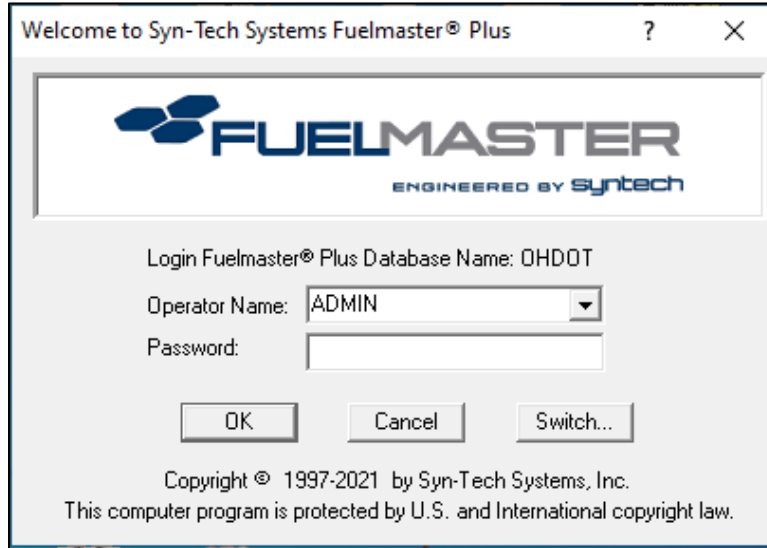 Welcome to Syn-Tech Systems Fuelmaster® Plus ? X
FUELMASTER
ENGINEERED BY syntech
Login Fuelmaster® Plus Database Name: OHDOT
Operator Name: ADMIN
Password:
OK Cancel Switch...
Copyright © 1997-2021 by Syn-Tech Systems, Inc.
This computer program is protected by U.S. and International copyright law.